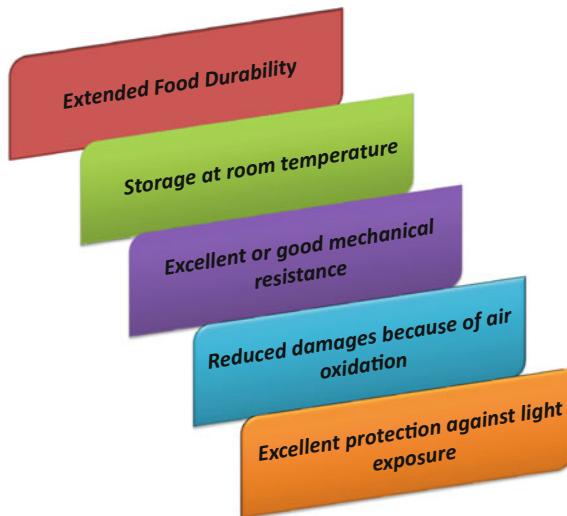 Extended Food Durability
Storage at room temperature
Excellent or good mechanical
resistance
Reduced damages because of air
oxidation
Excellent protection against light
exposure